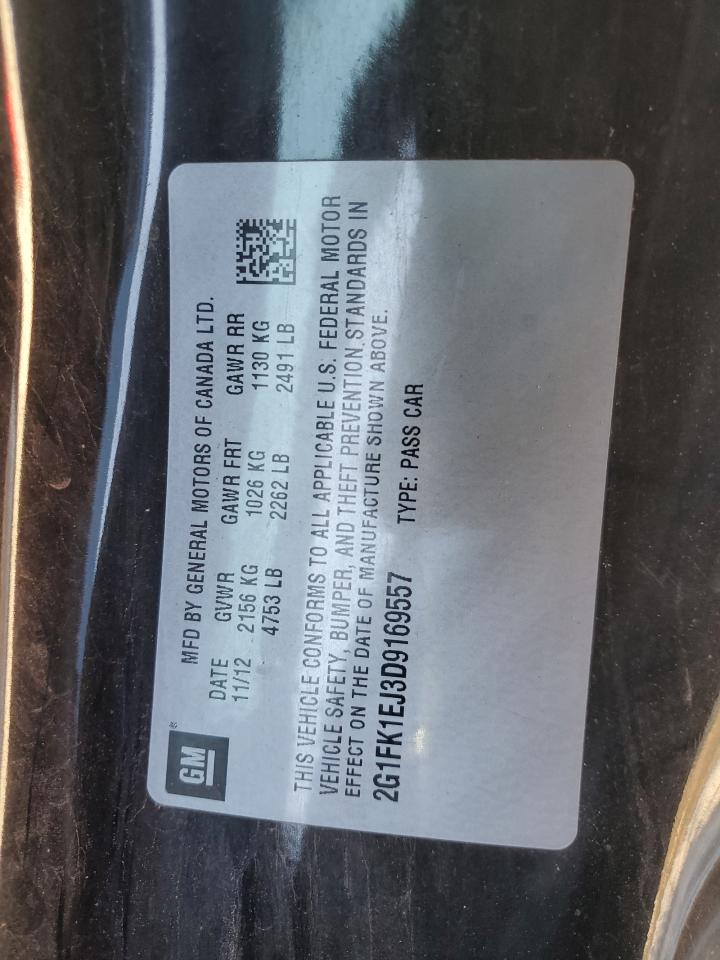 GM®
MFD BY GENERAL MOTORS OF CANADA LTD.
DATE GVWR GAWR FRT GAWR RR
11/12 2156 KG 1026 KG 1130 KG
4753 LB 2262 LB 2491 LB
THIS VEHICLE CONFORMS TO ALL APPLICABLE U.S. FEDERAL MOTOR
VEHICLE SAFETY, BUMPER, AND THEFT PREVENTION STANDARDS IN
EFFECT ON THE DATE OF MANUFACTURE SHOWN ABOVE.
2G1FK1EJ3D9169557 TYPE: PASS CAR